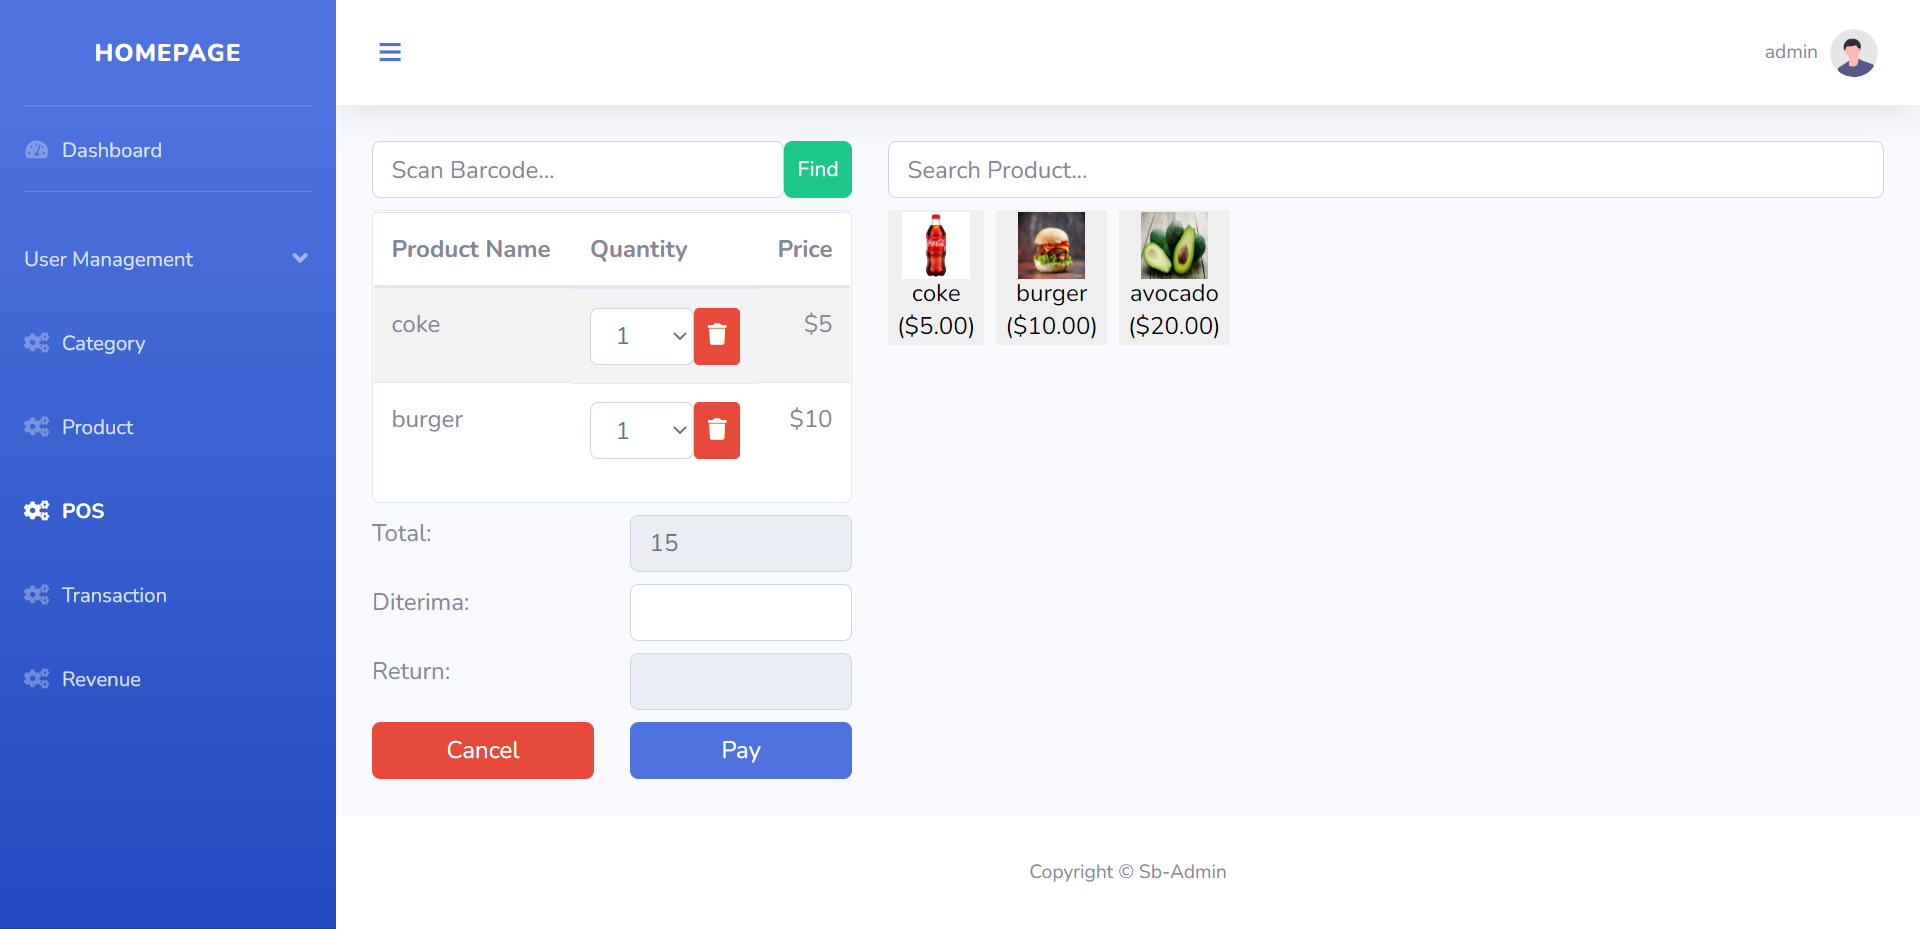 HOMEPAGE
admin
Dashboard
User Management
Category
Product
POS
Transaction
Revenue
Scan Barcode...
Find
Product Name Quantity Price
coke 1 $5
burger 1 $10
Total: 15
Diterima:
Return:
Cancel Pay
Search Product...
coke
($5.00)
burger
($10.00)
avocado
($20.00)
Copyright © Sb-Admin